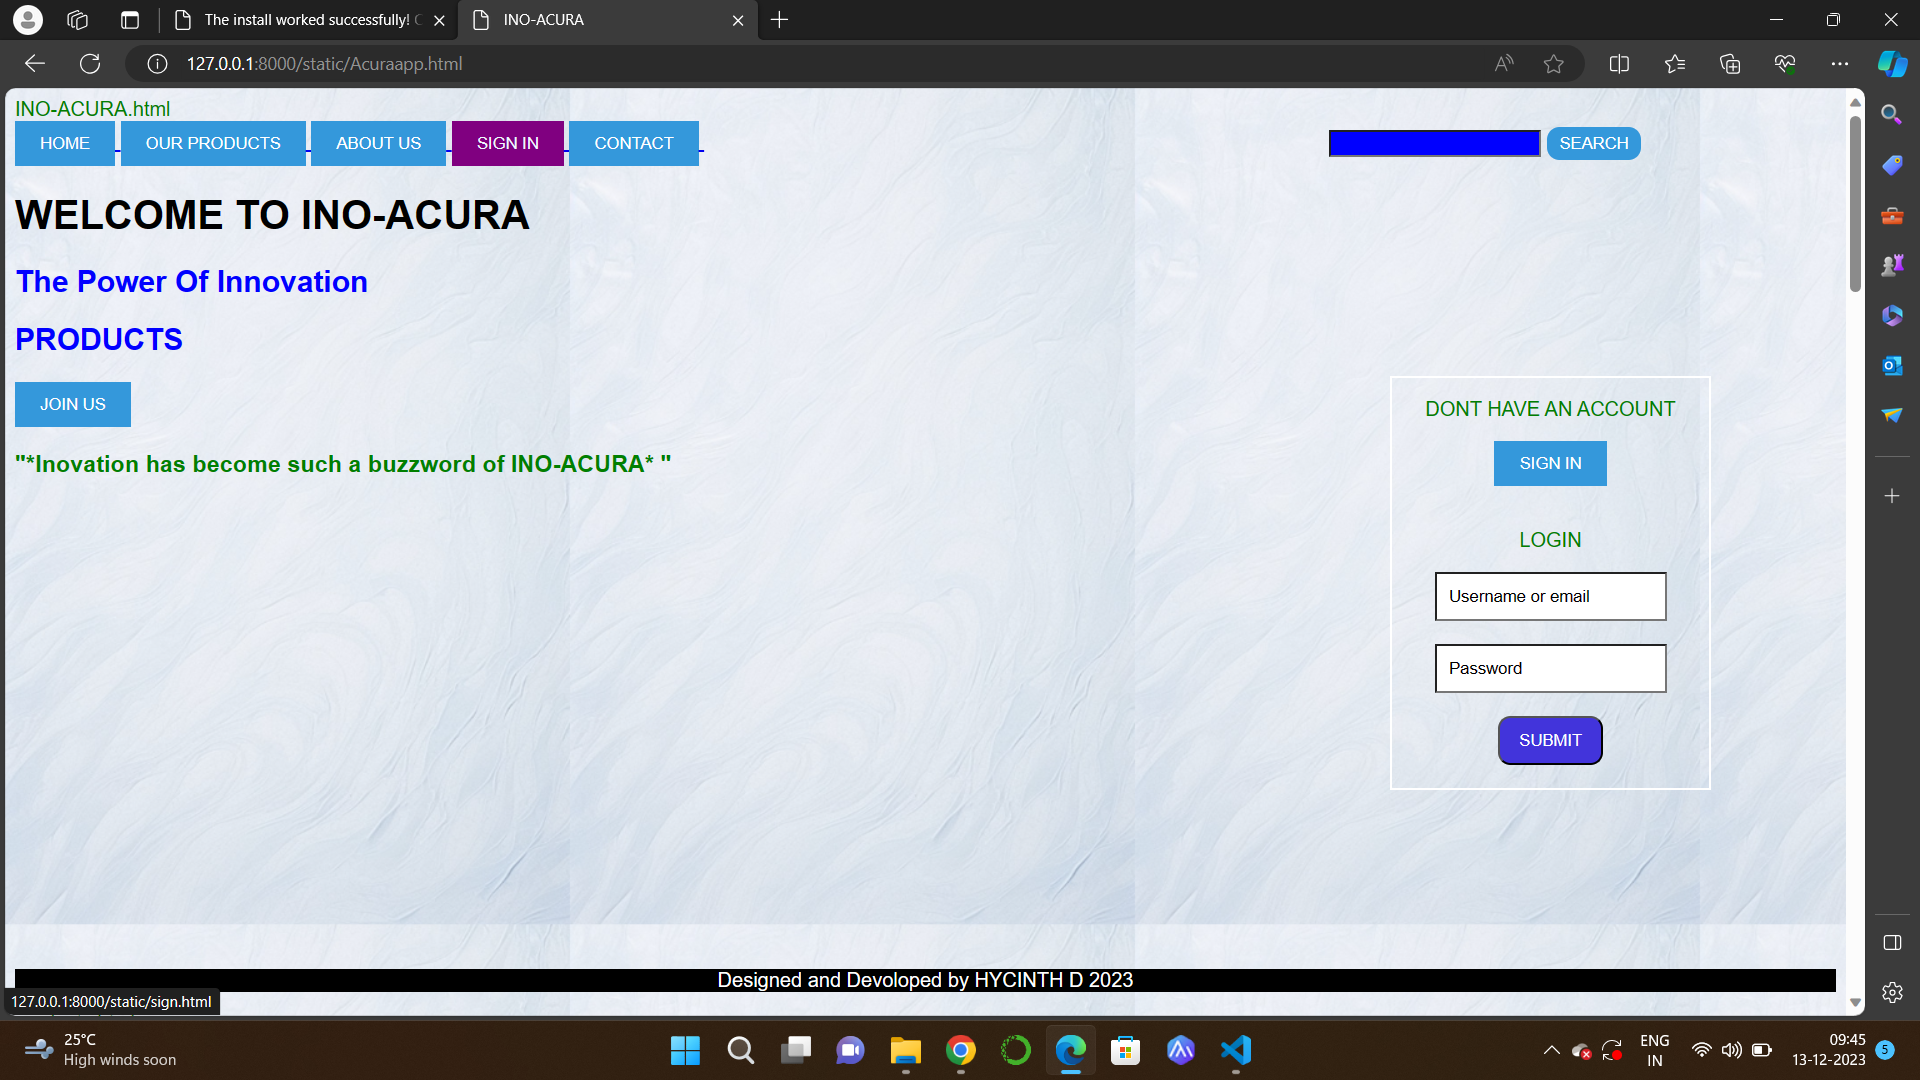 The install worked successfully!
INO-ACURA
127.0.0.1:8000/static/Acuraapp.html
INO-ACURA.html
HOME OUR PRODUCTS ABOUT US SIGN IN CONTACT SEARCH
WELCOME TO INO-ACURA
The Power Of Innovation
PRODUCTS
JOIN US
"*Inovation has become such a buzzword of INO-ACURA* "
DONT HAVE AN ACCOUNT
SIGN IN
LOGIN
Username or email
Password
SUBMIT
Designed and Devoloped by HYCINTH D 2023
127.0.0.1:8000/static/sign.html
25°C
High winds soon
ENG
IN
09:45
13-12-2023
5